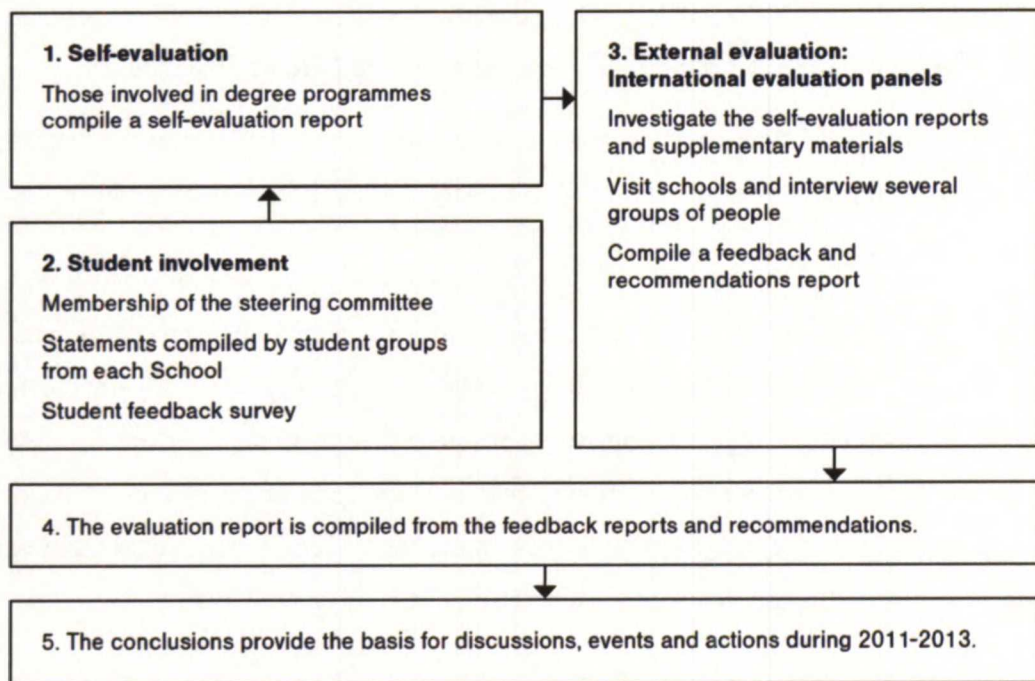 1. Self-evaluation
Those involved in degree programmes
compile a self-evaluation report
2. Student involvement
Membership of the steering committee
Statements compiled by student groups
from each School
Student feedback survey
3. External evaluation:
International evaluation panels
Investigate the self-evaluation reports
and supplementary materials
Visit schools and interview several
groups of people
Compile a feedback and
recommendations report
4. The evaluation report is compiled from the feedback reports and recommendations.
5. The conclusions provide the basis for discussions, events and actions during 2011-2013.